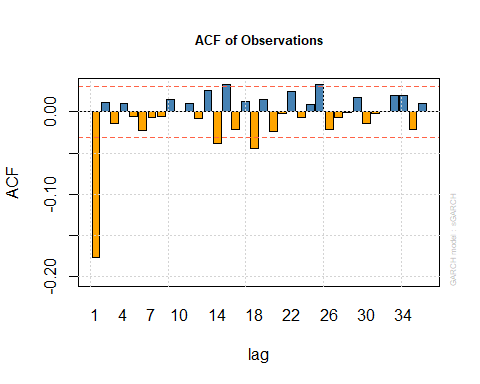 ACF of Observations
ACF
0.00
-0.10
-0.20
1 4 7 10 14 18 22 26 30 34
lag
GARCH model : sGARCH